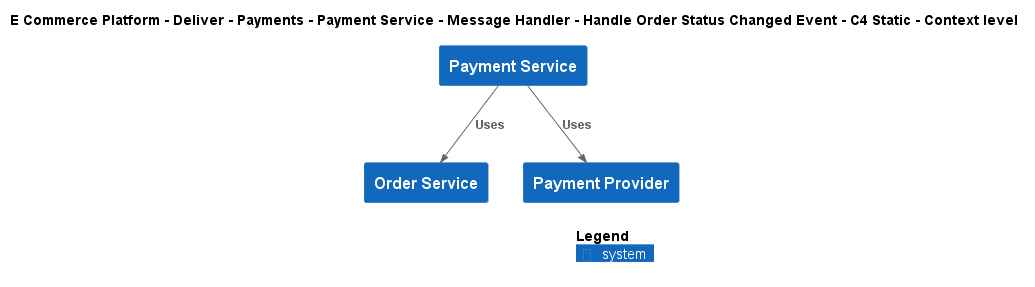 E Commerce Platform - Deliver - Payments - Payment Service - Message Handler - Handle Order Status Changed Event - C4 Static - Context level
Payment Service
Uses
Uses
Order Service
Payment Provider
Legend
system